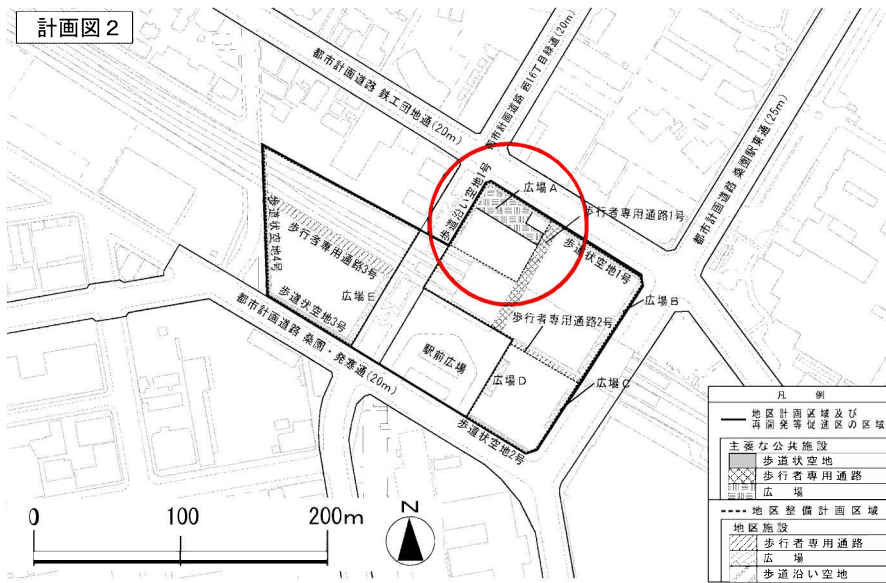 計画図２
都市計画道路 鉄工団地通(20m)
都市計画道路 西16丁目線通(20m)
都市計画道路 桑園駅東通(25m)
歩道沿い空地1号
広場A
歩行者専用通路1号
歩道状空地1号
歩道状空地4号
歩行者専用通路3号
広場E
歩道状空地3号
広場B
歩行者専用通路2号
都市計画道路 桑園・発寒通(20m)
駅前広場
広場D
広場C
歩道状空地2号
0 100 200m
N
凡 例
地区計画区域及び
再開発等促進区の区域
主要な公共施設
歩道状空地
歩行者専用通路
広 場
地区整備計画区域
地区施設
歩行者専用通路
広 場
歩道沿い空地